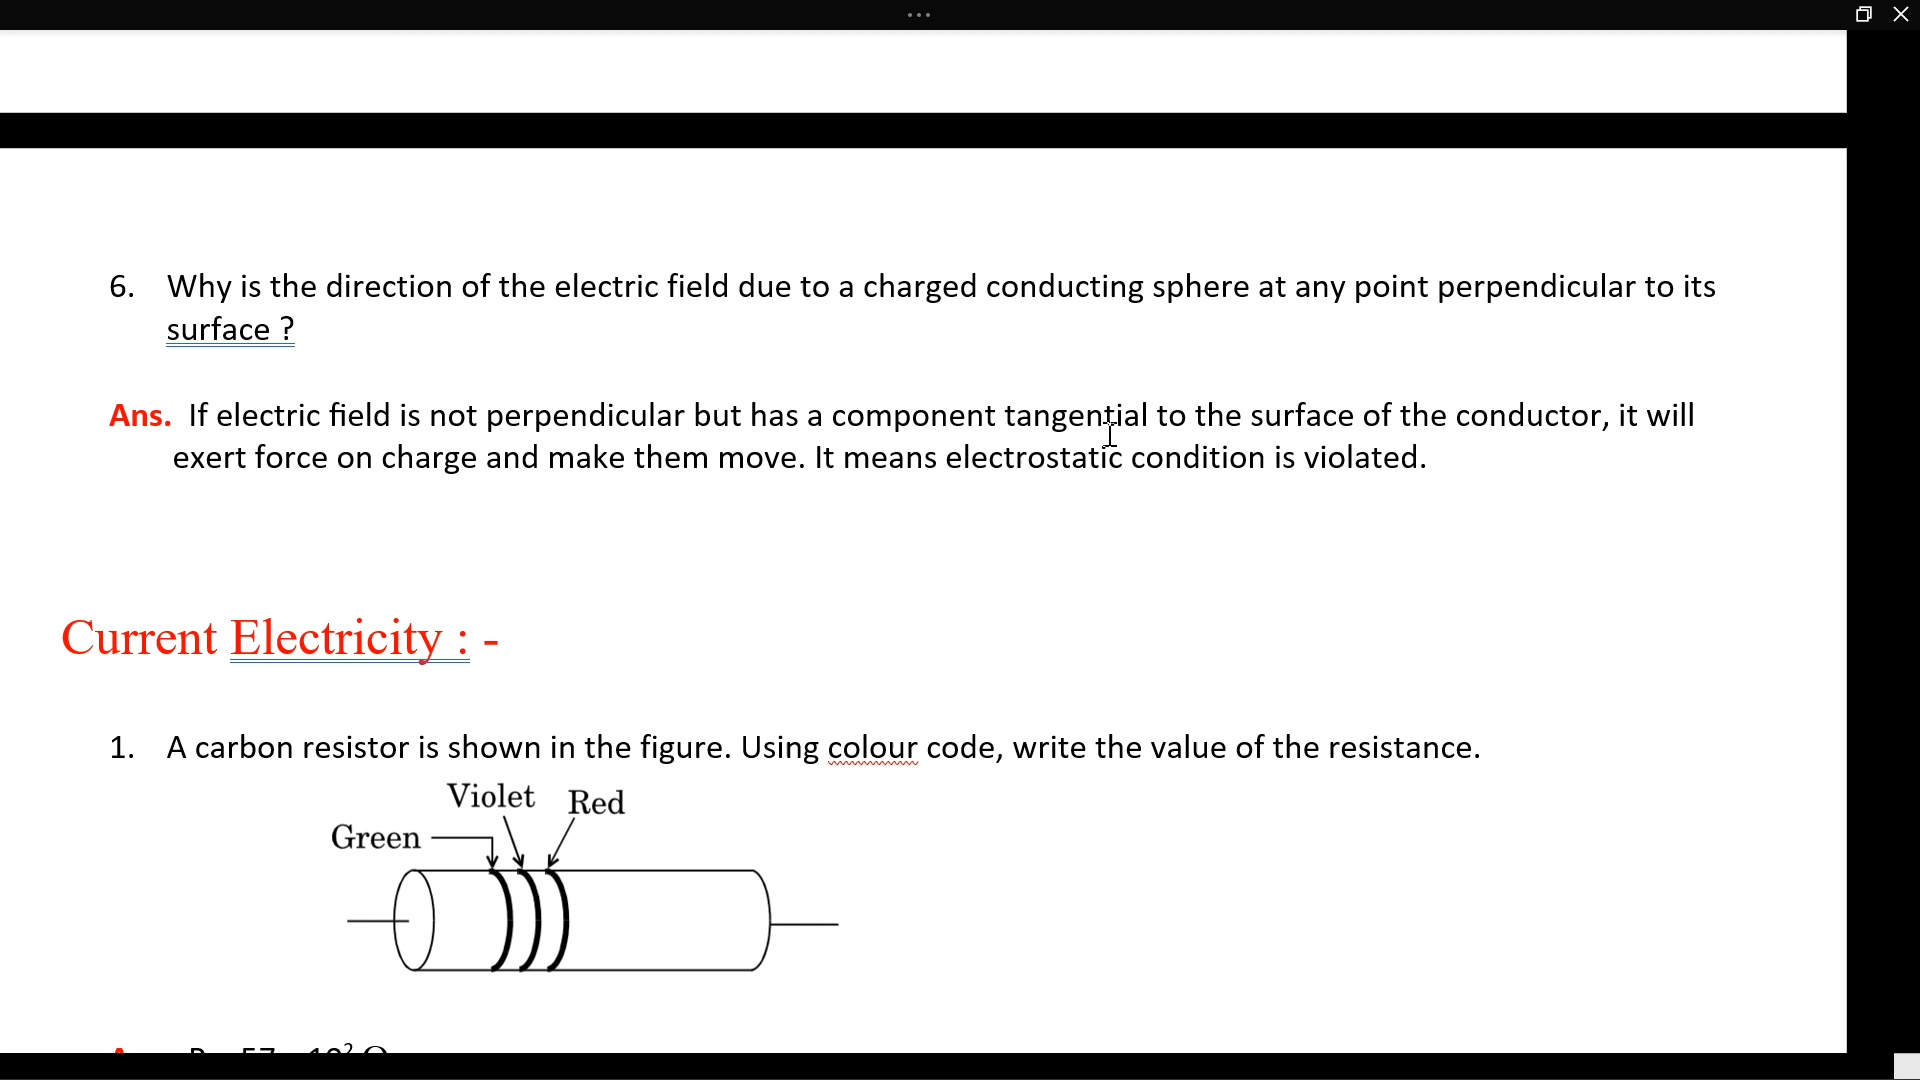 6. Why is the direction of the electric field due to a charged conducting sphere at any point perpendicular to its
surface ?
Ans. If electric field is not perpendicular but has a component tangential to the surface of the conductor, it will
exert force on charge and make them move. It means electrostatic condition is violated.
Current Electricity : -
1. A carbon resistor is shown in the figure. Using colour code, write the value of the resistance.
Violet Red
Green